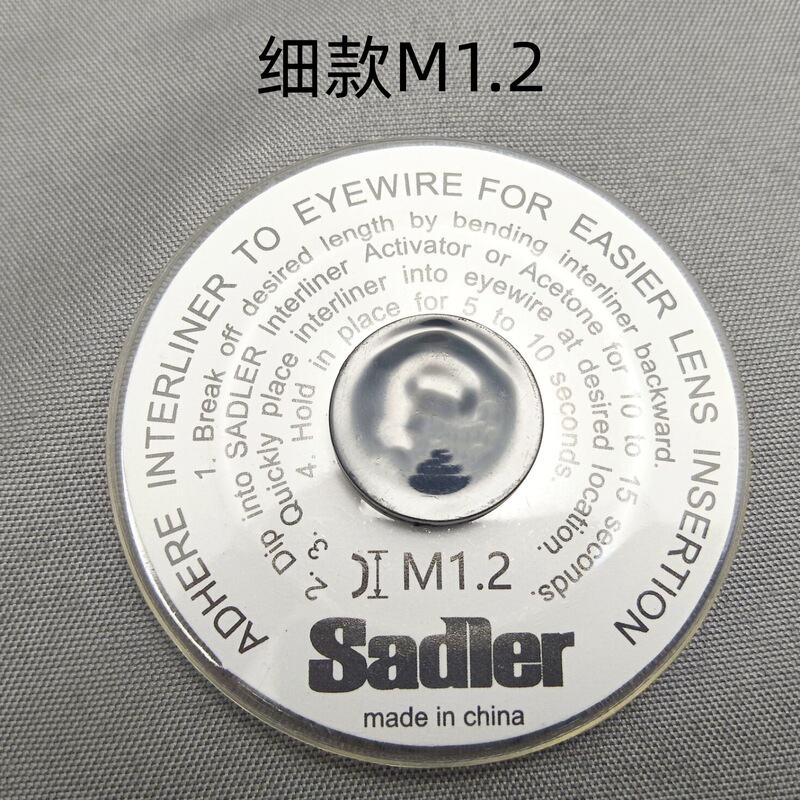 细款M1.2
ADHERE INTERLINER TO EYEWIRE FOR EASIER LENS INSERTION
1. Break off desired length by bending interliner backward.
2. Dip into SADLER Interliner Activator or Acetone for 10 to 15 seconds.
3. Quickly place interliner into eyewire at desired location.
4. Hold in place for 5 to 10 seconds.
M1.2
Sadler
made in china